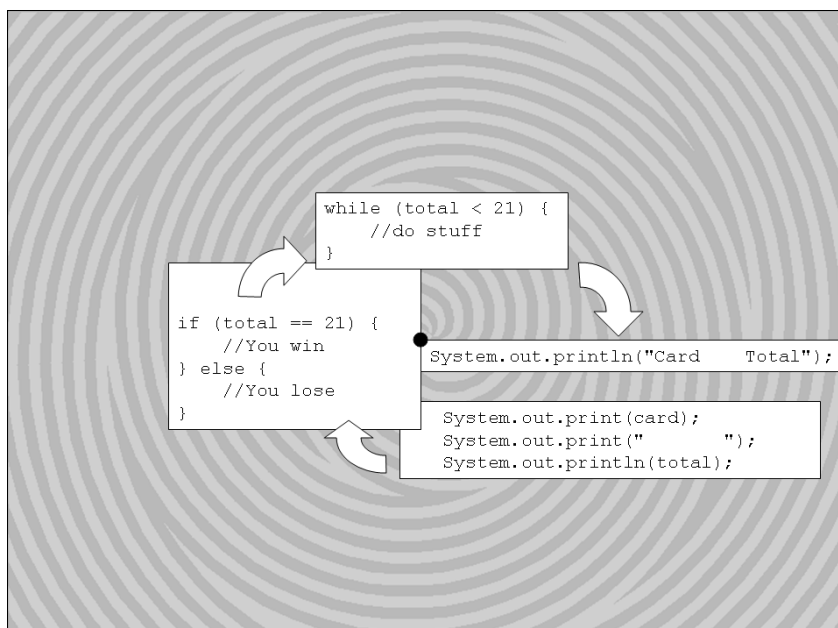 while (total < 21) {
    //do stuff
}
if (total == 21) {
    //You win
} else {
    //You lose
}
System.out.println("Card    Total");
System.out.print(card);
System.out.print("       ");
System.out.println(total);